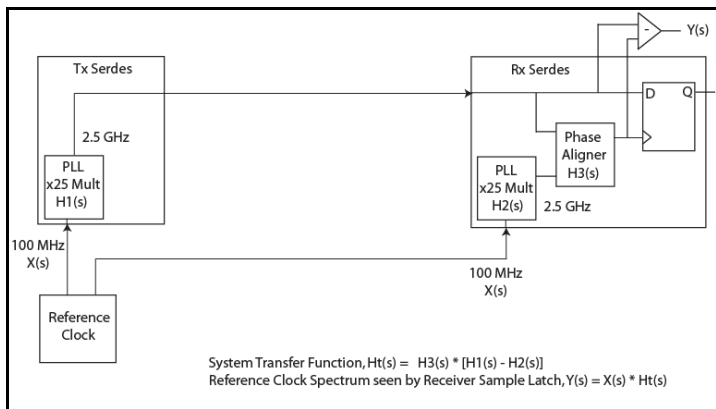 Tx Serdes
2.5 GHz
PLL
x25 Mult
H1(s)
100 MHz
X(s)
Reference
Clock
Rx Serdes
Y(s)
-
D
Q
Phase
Aligner
H3(s)
PLL
x25 Mult
H2(s)
2.5 GHz
100 MHz
X(s)
System Transfer Function, Ht(s) = H3(s) * [H1(s) - H2(s)]
Reference Clock Spectrum seen by Receiver Sample Latch, Y(s) = X(s) * Ht(s)